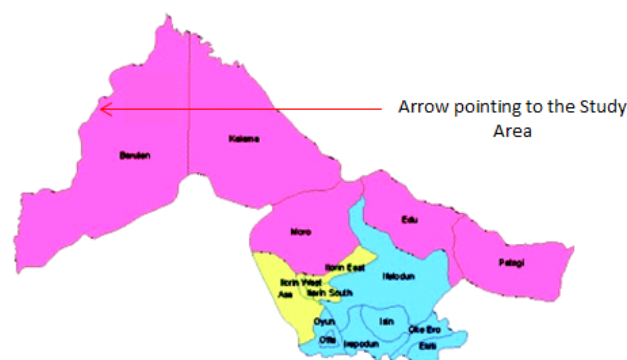 Arrow pointing to the Study
Area
Kaiama
Baruten
Edu
Moro
Patagi
Ilorin East
Ifelodun
Ilorin West
Asa
Ilorin South
Oyun
Isin
Oke Ero
Offa
Irepodun
Ekiti